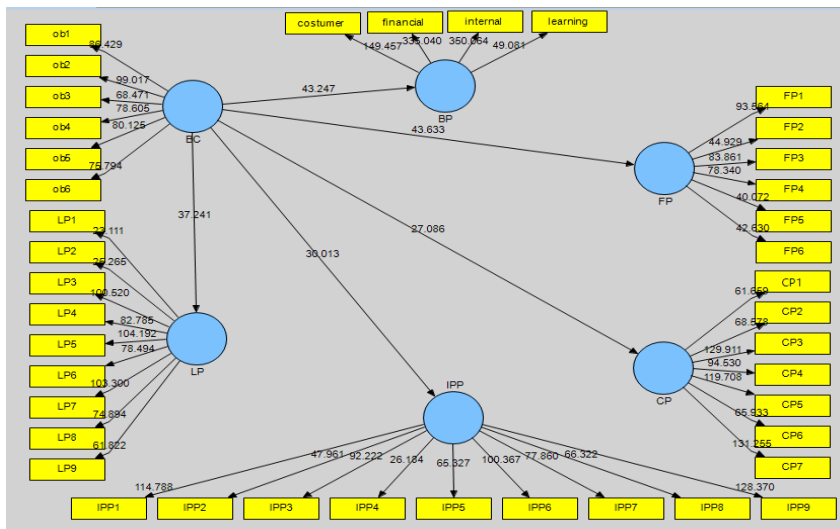 costumer
financial
internal
learning
149.457
335.040
350.064
49.081
BP
ob1
ob2
ob3
ob4
ob5
ob6
86.429
99.017
68.471
78.605
80.125
75.794
BC
43.247
43.633
37.241
30.013
27.086
FP1
FP2
FP3
FP4
FP5
FP6
93.564
44.929
83.861
78.340
40.072
42.630
FP
LP1
LP2
LP3
LP4
LP5
LP6
LP7
LP8
LP9
23.111
25.265
100.520
82.785
104.192
78.494
103.300
74.894
61.822
LP
CP1
CP2
CP3
CP4
CP5
CP6
CP7
61.659
68.578
129.911
94.530
119.708
65.933
131.255
CP
IPP
114.788
47.961
92.222
26.184
65.327
100.367
77.860
66.322
128.370
IPP1
IPP2
IPP3
IPP4
IPP5
IPP6
IPP7
IPP8
IPP9